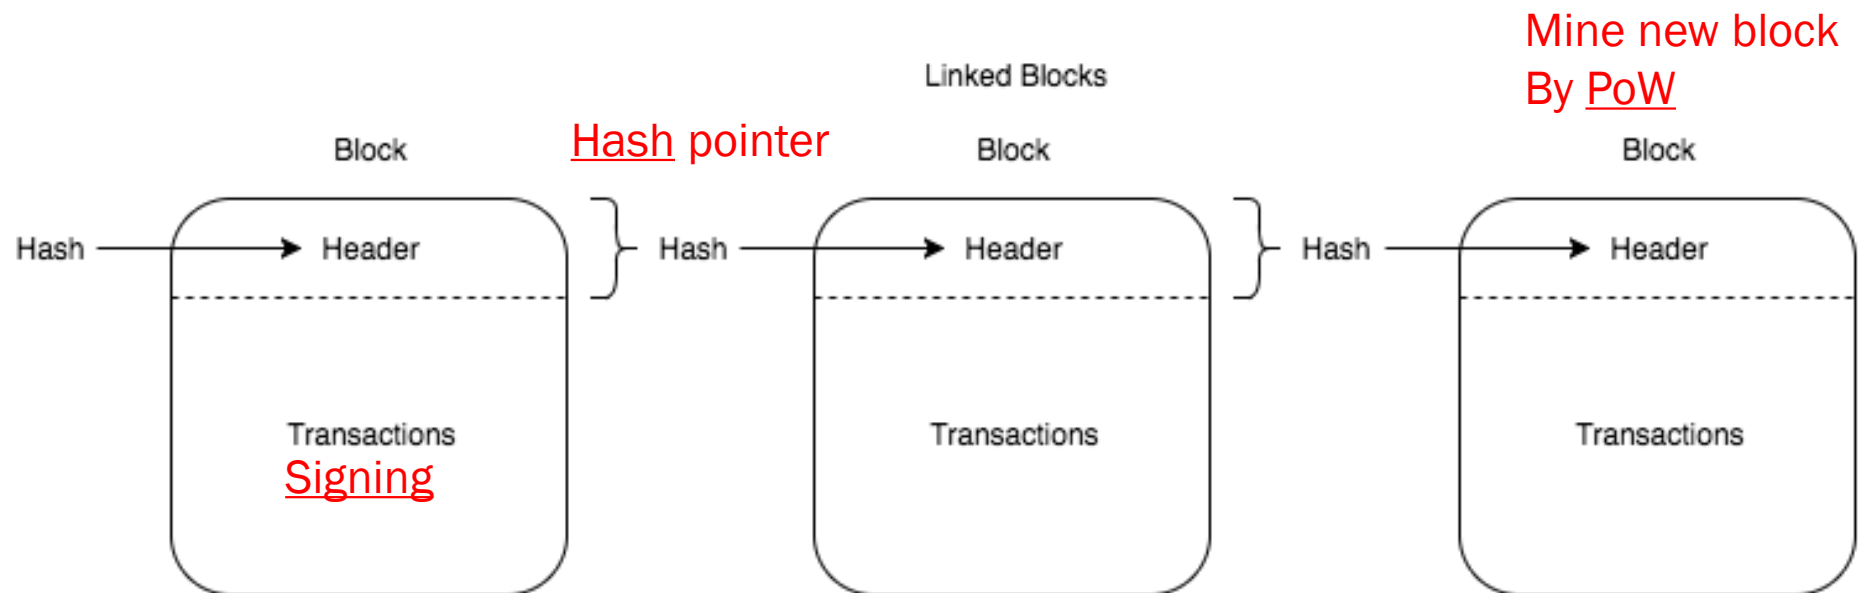 Mine new block
By PoW
Linked Blocks
Hash pointer
Block
Block
Block
Hash
Header
Hash
Header
Hash
Header
Transactions
Signing
Transactions
Transactions